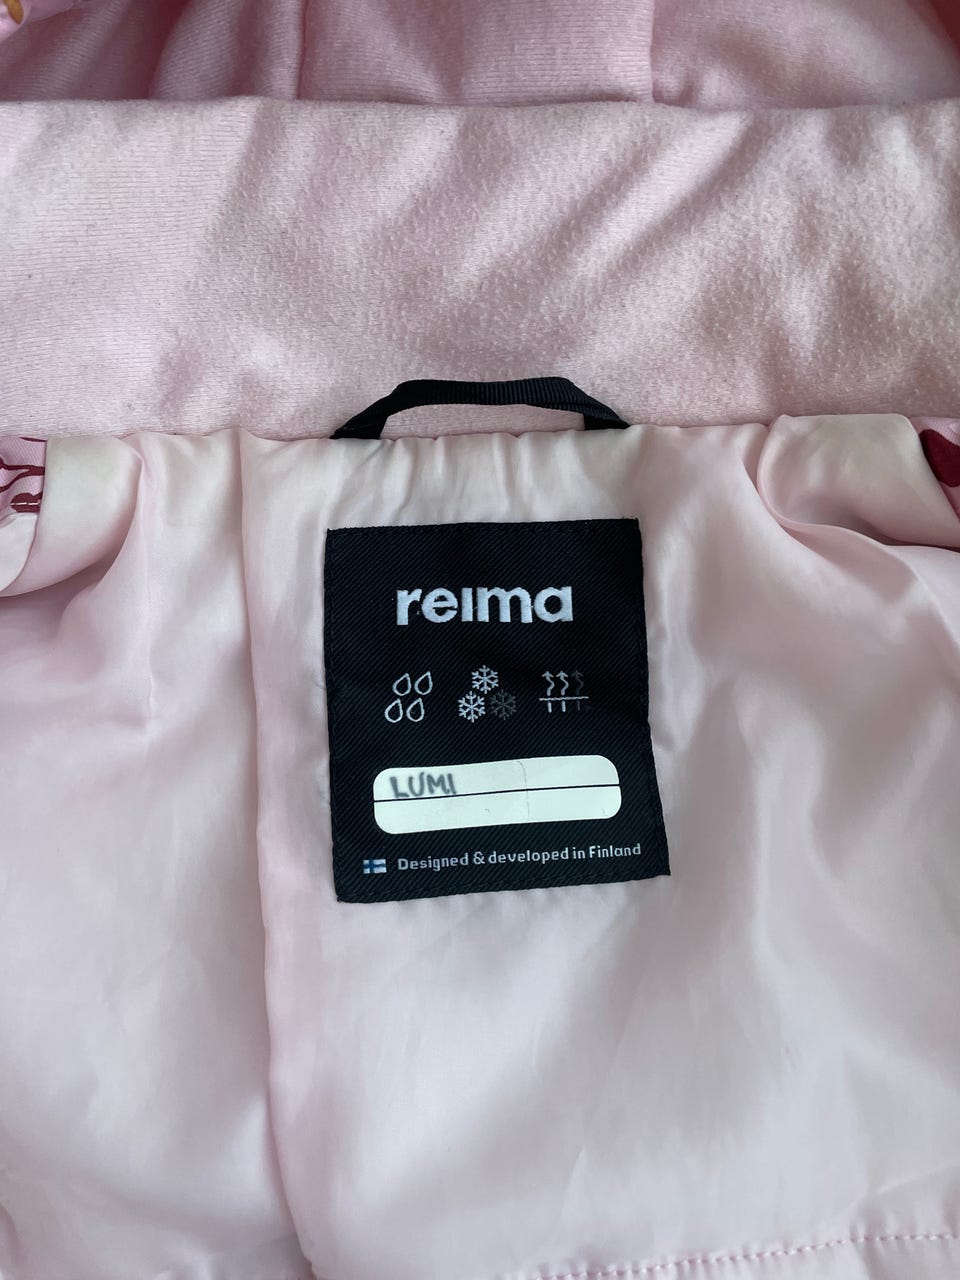 reima
LUMI
Designed & developed in Finland